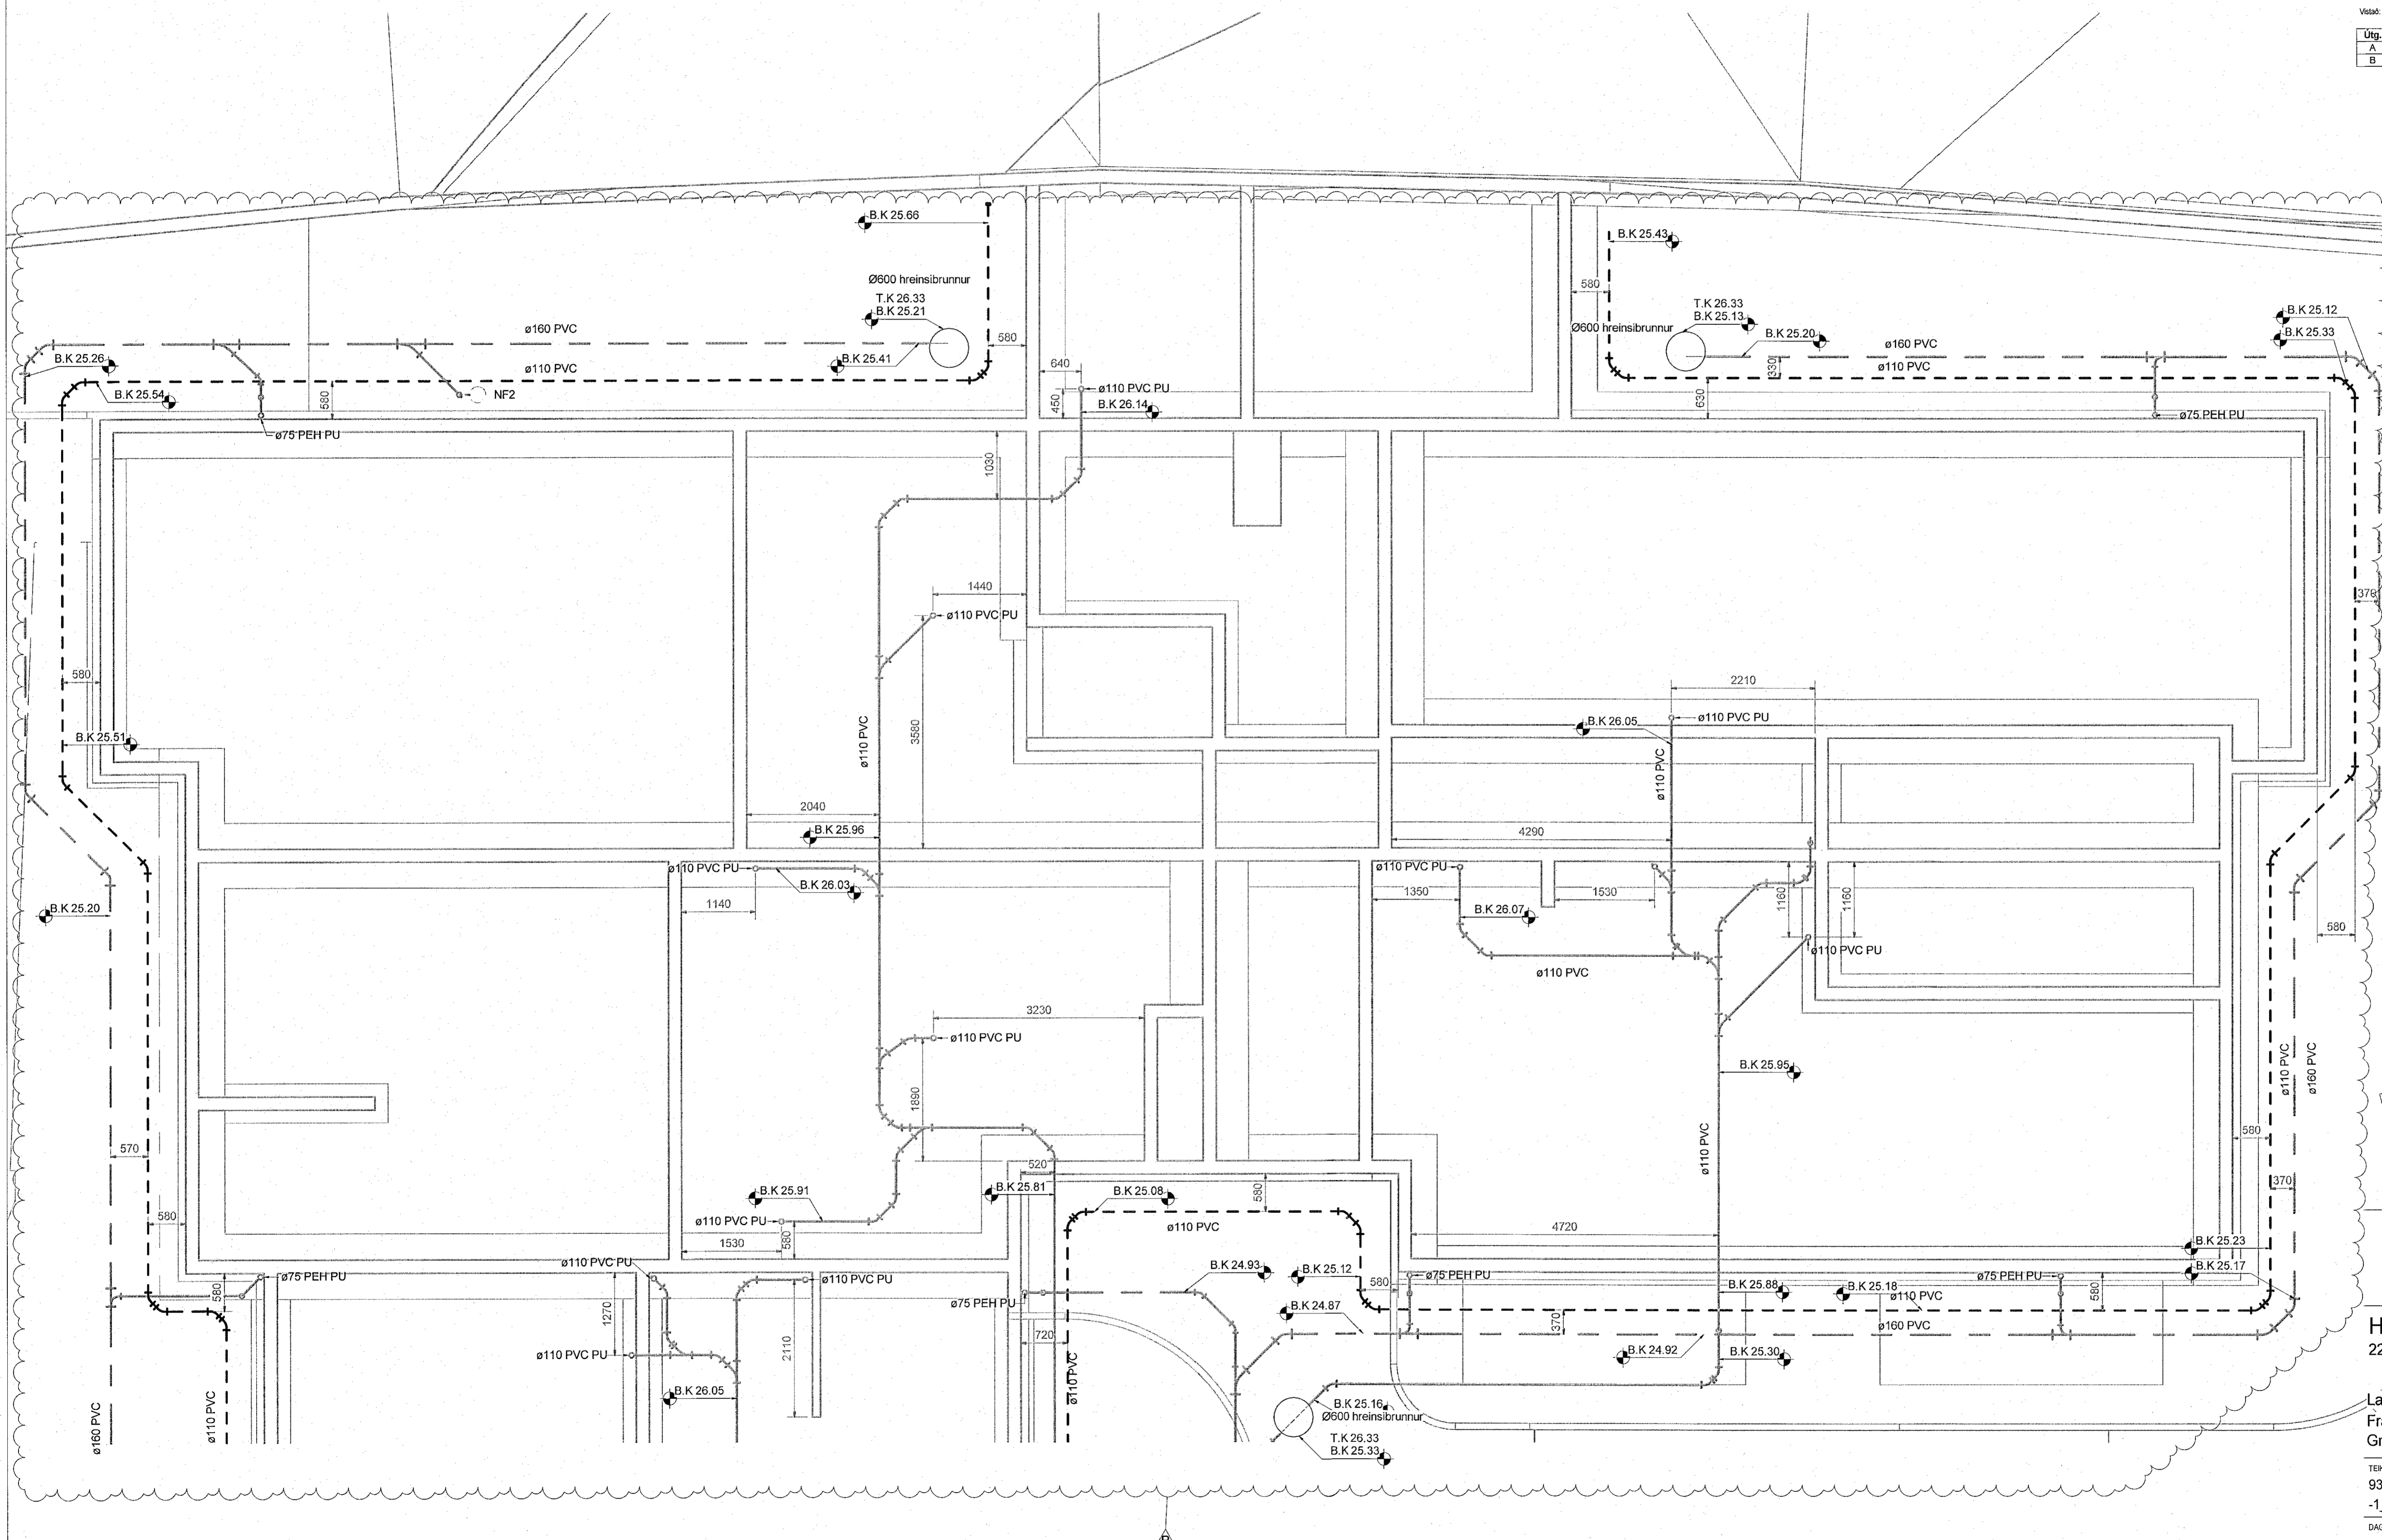 Vistað:
Útg.
A
B
B.K 25.66
B.K 25.43
Ø600 hreinsibrunnur
T.K 26.33
B.K 25.21
580
T.K 26.33
B.K 25.13
Ø600 hreinsibrunnur
B.K 25.12
B.K 25.33
B.K 25.20
ø160 PVC
ø160 PVC
330
ø110 PVC
B.K 25.26
B.K 25.41
580
640
ø110 PVC
B.K 25.54
580
NF2
ø110 PVC PU
450
B.K 26.14
630
ø75 PEH PU
ø75 PEH PU
1030
1440
ø110 PVC PU
370
580
2210
B.K 26.05
ø110 PVC PU
B.K 25.51
ø110 PVC
3580
ø110 PVC
2040
B.K 25.96
4290
ø110 PVC PU
B.K 26.03
1140
ø110 PVC PU
1350
1530
B.K 26.07
1160
1160
B.K 25.20
580
ø110 PVC PU
ø110 PVC
3230
ø110 PVC PU
B.K 25.95
ø110 PVC
ø160 PVC
1890
570
580
ø110 PVC
520
B.K 25.91
B.K 25.81
B.K 25.08
580
370
580
ø110 PVC PU
ø110 PVC
4720
1530
580
B.K 25.23
ø110 PVC PU
B.K 24.93
B.K 25.12
B.K 25.17
ø75 PEH PU
580
ø110 PVC PU
580
ø75 PEH PU
ø75 PEH PU
B.K 25.88
B.K 25.18
ø110 PVC
580
ø75 PEH PU
1270
B.K 24.87
370
ø160 PVC
720
2110
ø110 PVC PU
B.K 24.92
B.K 25.30
B.K 26.05
ø110 PVC
B.K 25.16
Ø600 hreinsibrunnur
ø160 PVC
ø110 PVC
T.K 26.33
B.K 25.33
H
22
La
Fr
Gr
93
-1_
DAG